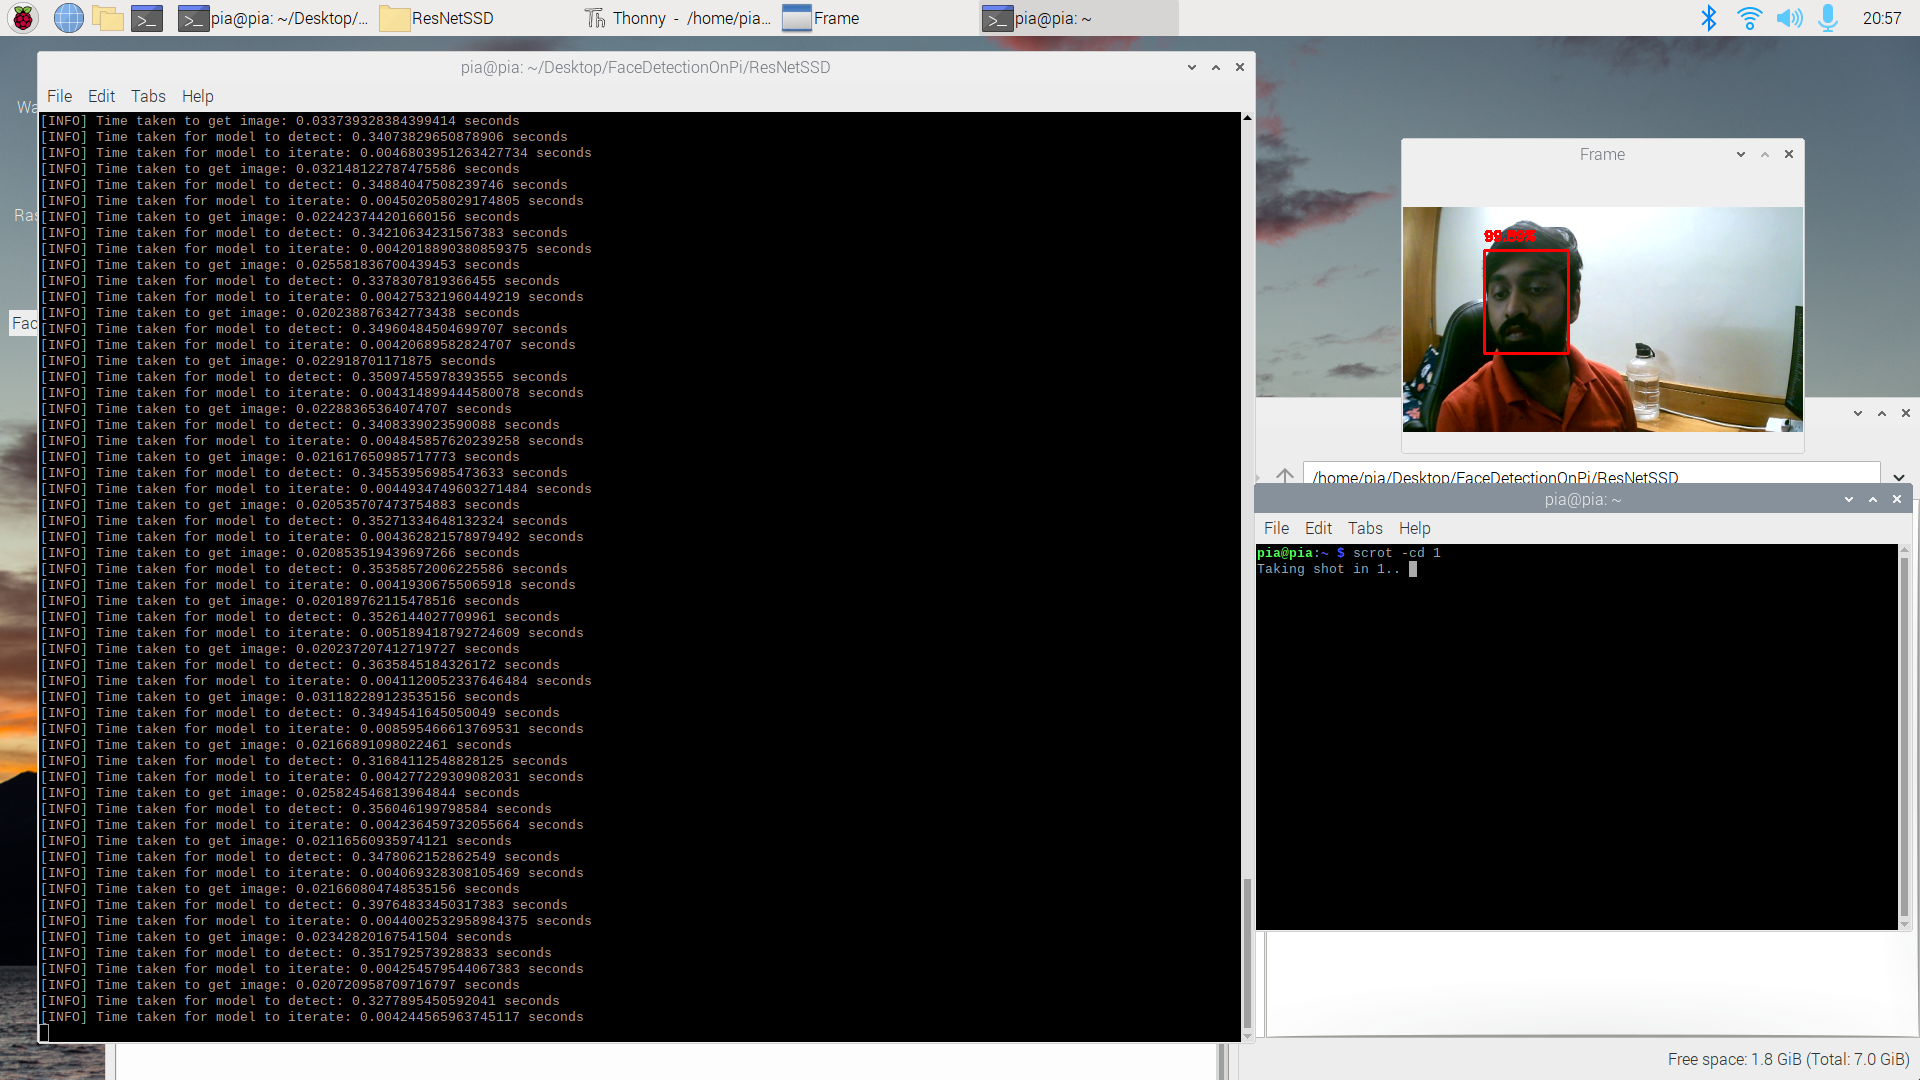 pia@pia: ~/Desktop/...
ResNetSSD
Thonny - /home/pia...
Frame
pia@pia: ~
20:57
pia@pia: ~/Desktop/FaceDetectionOnPi/ResNetSSD
File Edit Tabs Help
[INFO] Time taken to get image: 0.033739328384399414 seconds
[INFO] Time taken for model to detect: 0.34073829650878906 seconds
[INFO] Time taken for model to iterate: 0.0046803951263427734 seconds
[INFO] Time taken to get image: 0.032148122787475586 seconds
[INFO] Time taken for model to detect: 0.34884047508239746 seconds
[INFO] Time taken for model to iterate: 0.004502058029174805 seconds
[INFO] Time taken to get image: 0.022423744201660156 seconds
[INFO] Time taken for model to detect: 0.34210634231567383 seconds
[INFO] Time taken for model to iterate: 0.0042018890380859375 seconds
[INFO] Time taken to get image: 0.025581836700439453 seconds
[INFO] Time taken for model to detect: 0.3378307819366455 seconds
[INFO] Time taken for model to iterate: 0.004275321960449219 seconds
[INFO] Time taken to get image: 0.020238876342773438 seconds
[INFO] Time taken for model to detect: 0.34960484504699707 seconds
[INFO] Time taken for model to iterate: 0.00420689582824707 seconds
[INFO] Time taken to get image: 0.022918701171875 seconds
[INFO] Time taken for model to detect: 0.35097455978393555 seconds
[INFO] Time taken for model to iterate: 0.004314899444580078 seconds
[INFO] Time taken to get image: 0.02288365364074707 seconds
[INFO] Time taken for model to detect: 0.3408339023590088 seconds
[INFO] Time taken for model to iterate: 0.004845857620239258 seconds
[INFO] Time taken to get image: 0.021617650985717773 seconds
[INFO] Time taken for model to detect: 0.34553956985473633 seconds
[INFO] Time taken for model to iterate: 0.0044934749603271484 seconds
[INFO] Time taken to get image: 0.020535707473754883 seconds
[INFO] Time taken for model to detect: 0.35271334648132324 seconds
[INFO] Time taken for model to iterate: 0.004362821578979492 seconds
[INFO] Time taken to get image: 0.020853519439697266 seconds
[INFO] Time taken for model to detect: 0.35358572006225586 seconds
[INFO] Time taken for model to iterate: 0.00419306755065918 seconds
[INFO] Time taken to get image: 0.020189762115478516 seconds
[INFO] Time taken for model to detect: 0.3526144027709961 seconds
[INFO] Time taken for model to iterate: 0.005189418792724609 seconds
[INFO] Time taken to get image: 0.020237207412719727 seconds
[INFO] Time taken for model to detect: 0.3635845184326172 seconds
[INFO] Time taken for model to iterate: 0.0041120052337646484 seconds
[INFO] Time taken to get image: 0.031182289123535156 seconds
[INFO] Time taken for model to detect: 0.3494541645050049 seconds
[INFO] Time taken for model to iterate: 0.008595466613769531 seconds
[INFO] Time taken to get image: 0.02166891098022461 seconds
[INFO] Time taken for model to detect: 0.31684112548828125 seconds
[INFO] Time taken for model to iterate: 0.004277229309082031 seconds
[INFO] Time taken to get image: 0.025824546813964844 seconds
[INFO] Time taken for model to detect: 0.356046199798584 seconds
[INFO] Time taken for model to iterate: 0.004236459732055664 seconds
[INFO] Time taken to get image: 0.02116560935974121 seconds
[INFO] Time taken for model to detect: 0.3478062152862549 seconds
[INFO] Time taken for model to iterate: 0.004069328308105469 seconds
[INFO] Time taken to get image: 0.021660804748535156 seconds
[INFO] Time taken for model to detect: 0.39764833450317383 seconds
[INFO] Time taken for model to iterate: 0.0044002532958984375 seconds
[INFO] Time taken to get image: 0.02342820167541504 seconds
[INFO] Time taken for model to detect: 0.351792573928833 seconds
[INFO] Time taken for model to iterate: 0.004254579544067383 seconds
[INFO] Time taken to get image: 0.020720958709716797 seconds
[INFO] Time taken for model to detect: 0.3277895450592041 seconds
[INFO] Time taken for model to iterate: 0.004244565963745117 seconds
Wa
Ras
Fac
Frame
/home/pia/Desktop/FaceDetectionOnPi/ResNetSSD
pia@pia: ~
File Edit Tabs Help
pia@pia:~ $ scrot -cd 1
Taking shot in 1..
Free space: 1.8 GiB (Total: 7.0 GiB)